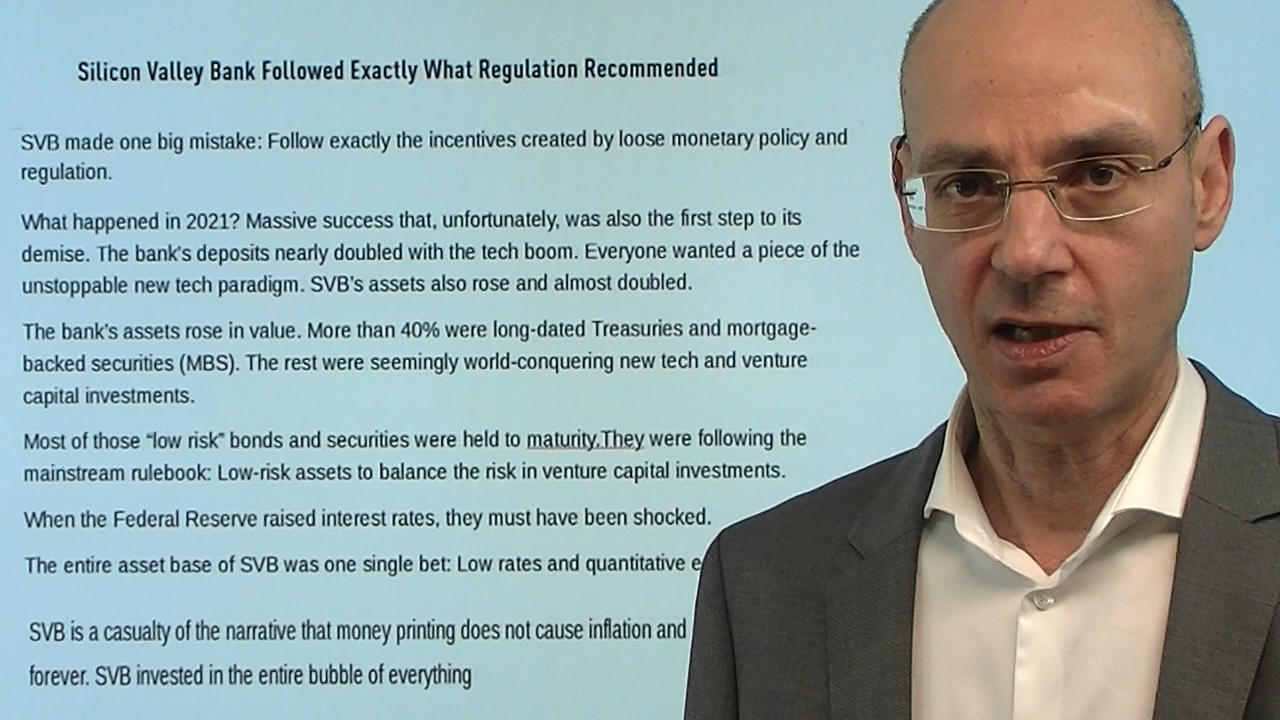 Silicon Valley Bank Followed Exactly What Regulation Recommended
SVB made one big mistake: Follow exactly the incentives created by loose monetary policy and
regulation.
What happened in 2021? Massive success that, unfortunately, was also the first step to its
demise. The bank's deposits nearly doubled with the tech boom. Everyone wanted a piece of the
unstoppable new tech paradigm. SVB's assets also rose and almost doubled.
The bank's assets rose in value. More than 40% were long-dated Treasuries and mortgage-
backed securities (MBS). The rest were seemingly world-conquering new tech and venture
capital investments.
Most of those “low risk” bonds and securities were held to maturity.They were following the
mainstream rulebook: Low-risk assets to balance the risk in venture capital investments.
When the Federal Reserve raised interest rates, they must have been shocked.
The entire asset base of SVB was one single bet: Low rates and quantitative
SVB is a casualty of the narrative that money printing does not cause inflation and
forever. SVB invested in the entire bubble of everything